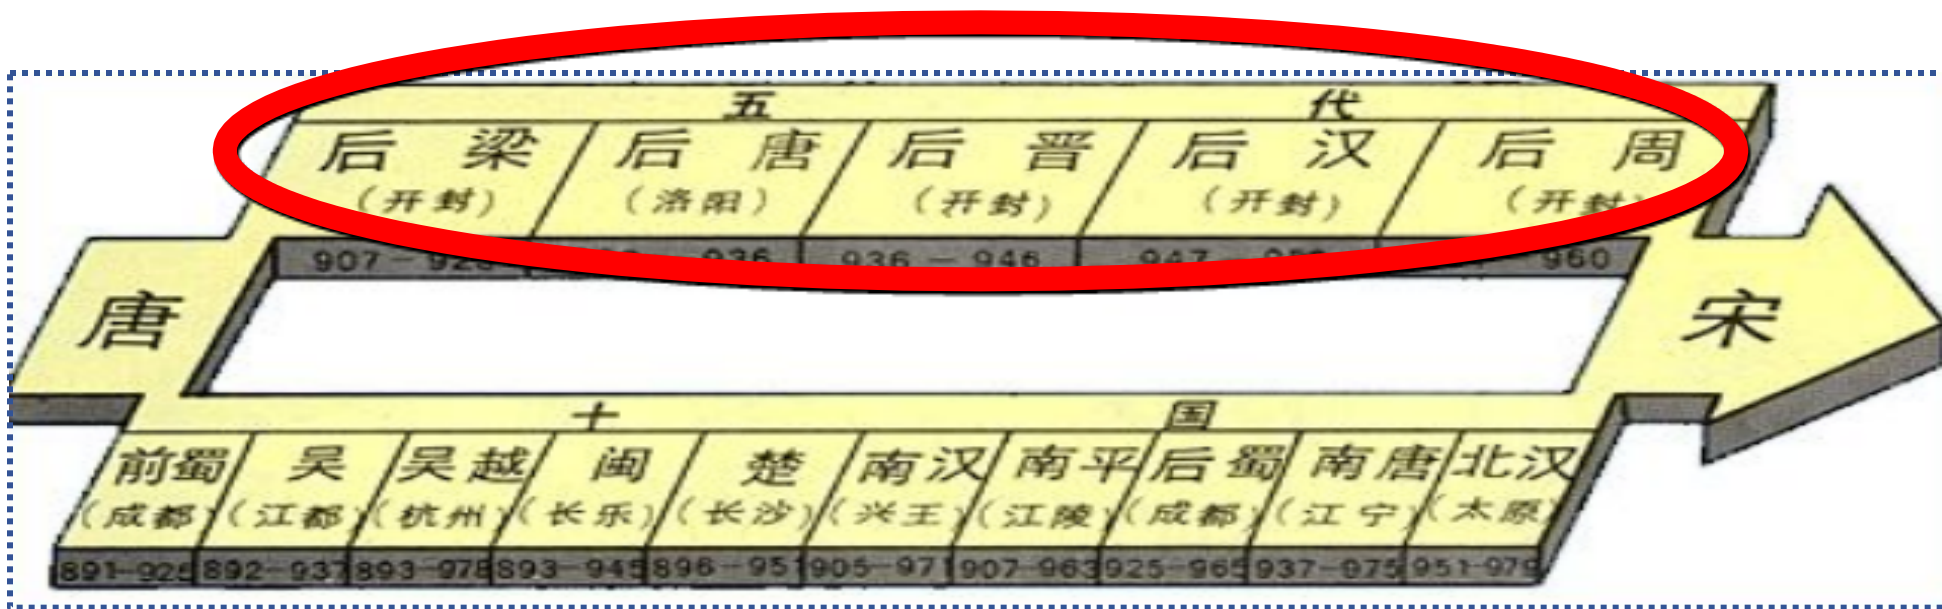 五 代
后 梁 后 唐 后 晋 后 汉 后 周
(开封) (洛阳) (开封) (开封) (开封)
907-923 936 936-946 947 960
唐
宋
十 国
前蜀 吴 吴越 闽 楚 南汉 南平 后蜀 南唐 北汉
(成都) (江都) (杭州) (长乐) (长沙) (兴王) (江陵) (成都) (江宁) (太原)
891-925 892-937 893-978 893-945 896-951 905-971 907-963 925-965 937-975 951-979